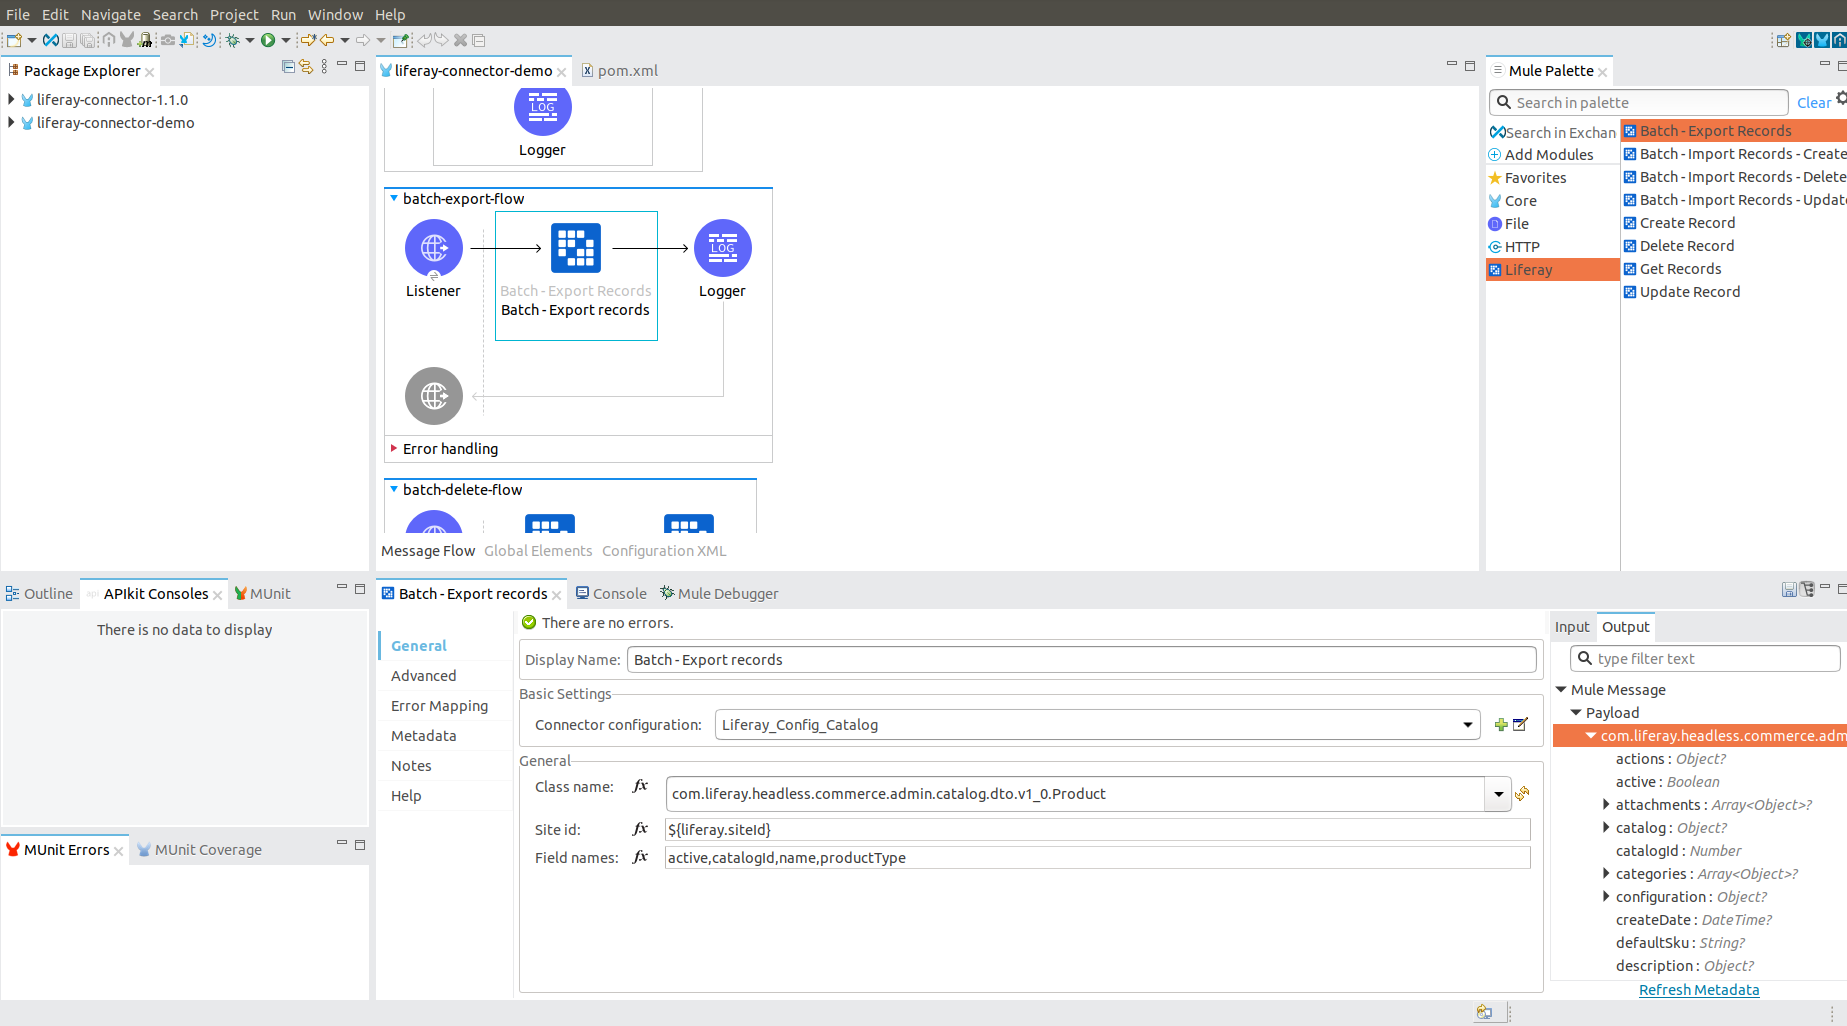 File Edit Navigate Search Project Run Window Help
Package Explorer
liferay-connector-1.1.0
liferay-connector-demo
liferay-connector-demo
pom.xml
LOG
Logger
batch-export-flow
Listener
Batch - Export Records
Batch - Export records
LOG
Logger
Error handling
batch-delete-flow
Message Flow Global Elements Configuration XML
Mule Palette
Search in palette
Clear
Search in Exchan
Add Modules
Favorites
Core
File
HTTP
Liferay
Batch - Export Records
Batch - Import Records - Create
Batch - Import Records - Delete
Batch - Import Records - Updat
Create Record
Delete Record
Get Records
Update Record
Outline
APIkit Consoles
MUnit
There is no data to display
MUnit Errors
MUnit Coverage
Batch - Export records
Console
Mule Debugger
General
Advanced
Error Mapping
Metadata
Notes
Help
There are no errors.
Display Name: Batch - Export records
Basic Settings
Connector configuration: Liferay_Config_Catalog
General
Class name: fx com.liferay.headless.commerce.admin.catalog.dto.v1_0.Product
Site id: fx ${liferay.siteId}
Field names: fx active,catalogId,name,productType
Input Output
type filter text
Mule Message
Payload
com.liferay.headless.commerce.adm
actions : Object?
active : Boolean
attachments : Array<Object>?
catalog : Object?
catalogId : Number
categories : Array<Object>?
configuration : Object?
createDate : DateTime?
defaultSku : String?
description : Object?
Refresh Metadata